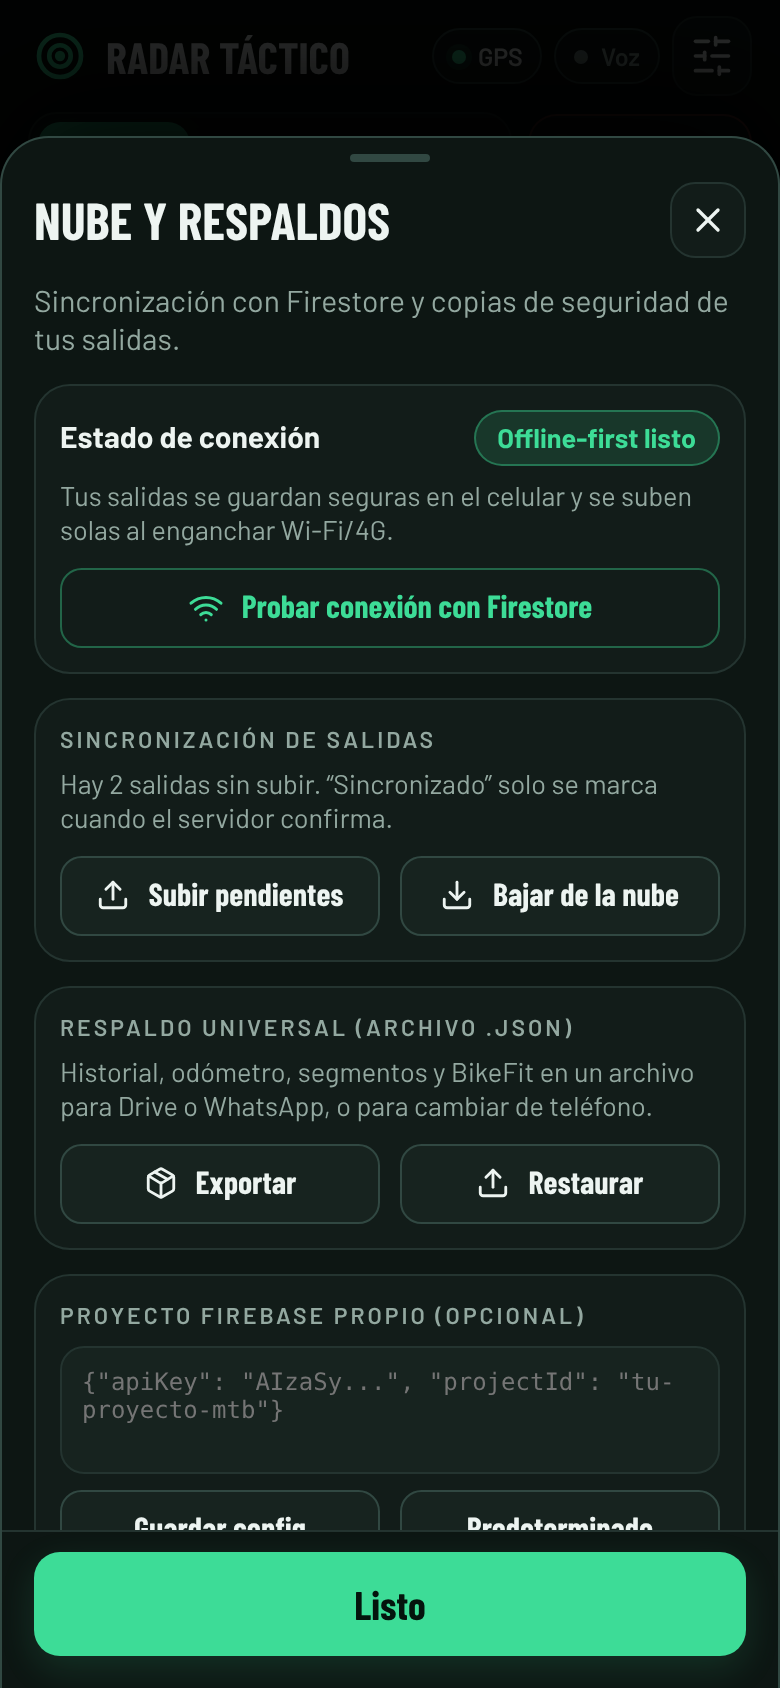 RADAR TÁCTICO
GPS
Voz
NUBE Y RESPALDOS
Sincronización con Firestore y copias de seguridad de
tus salidas.
Estado de conexión
Offline-first listo
Tus salidas se guardan seguras en el celular y se suben
solas al enganchar Wi-Fi/4G.
Probar conexión con Firestore
SINCRONIZACIÓN DE SALIDAS
Hay 2 salidas sin subir. “Sincronizado” solo se marca
cuando el servidor confirma.
Subir pendientes
Bajar de la nube
RESPALDO UNIVERSAL (ARCHIVO .JSON)
Historial, odómetro, segmentos y BikeFit en un archivo
para Drive o WhatsApp, o para cambiar de teléfono.
Exportar
Restaurar
PROYECTO FIREBASE PROPIO (OPCIONAL)
{"apiKey": "AIzaSy...", "projectId": "tu-
proyecto-mtb"}
Guardar config
Predeterminado
Listo